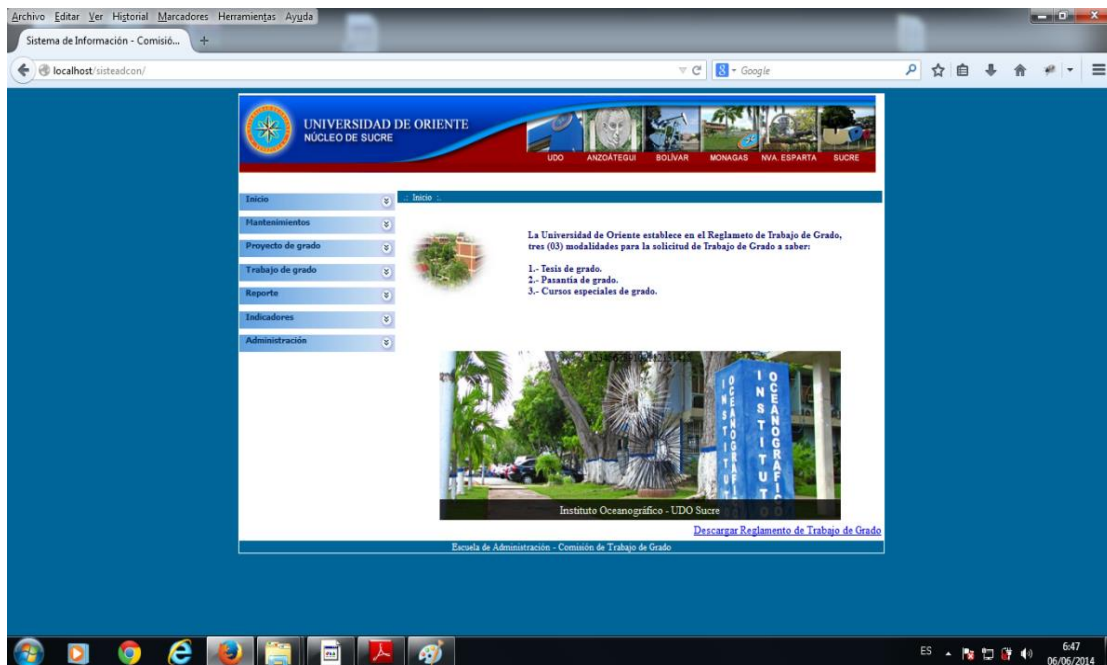 Archivo Editar Ver Historial Marcadores Herramientas Ayuda
Sistema de Información - Comisió...
localhost/sisteadcon/
Google
UNIVERSIDAD DE ORIENTE
NÚCLEO DE SUCRE
UDO ANZOÁTEGUI BOLÍVAR MONAGAS NVA. ESPARTA SUCRE
Inicio
Mantenimientos
Proyecto de grado
Trabajo de grado
Reporte
Indicadores
Administración
.: Inicio :.
La Universidad de Oriente establece en el Reglameto de Trabajo de Grado,
tres (03) modalidades para la solicitud de Trabajo de Grado a saber:
1.- Tesis de grado.
2.- Pasantía de grado.
3.- Cursos especiales de grado.
INSTITUTO
OCEANOGRAFICO
Instituto Oceanográfico - UDO Sucre
Descargar Reglamento de Trabajo de Grado
Escuela de Administración - Comisión de Trabajo de Grado
ES
6:47
06/06/2014